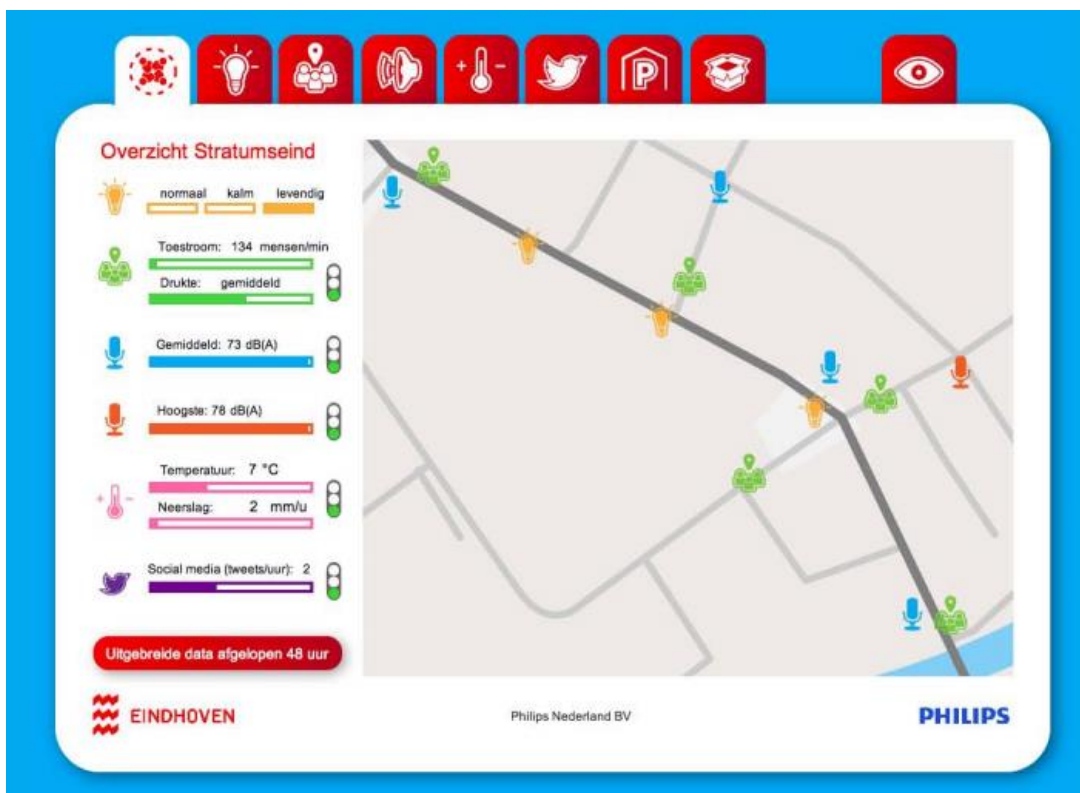 P
Overzicht Stratumseind
normaal kalm levendig
Toestroom: 134 mensen/min
Drukte: gemiddeld
Gemiddeld: 73 dB(A)
Hoogste: 78 dB(A)
Temperatuur: 7 °C
+ -
Neerslag: 2 mm/u
Social media (tweets/uur): 2
Uitgebreide data afgelopen 48 uur
EINDHOVEN
Philips Nederland BV
PHILIPS